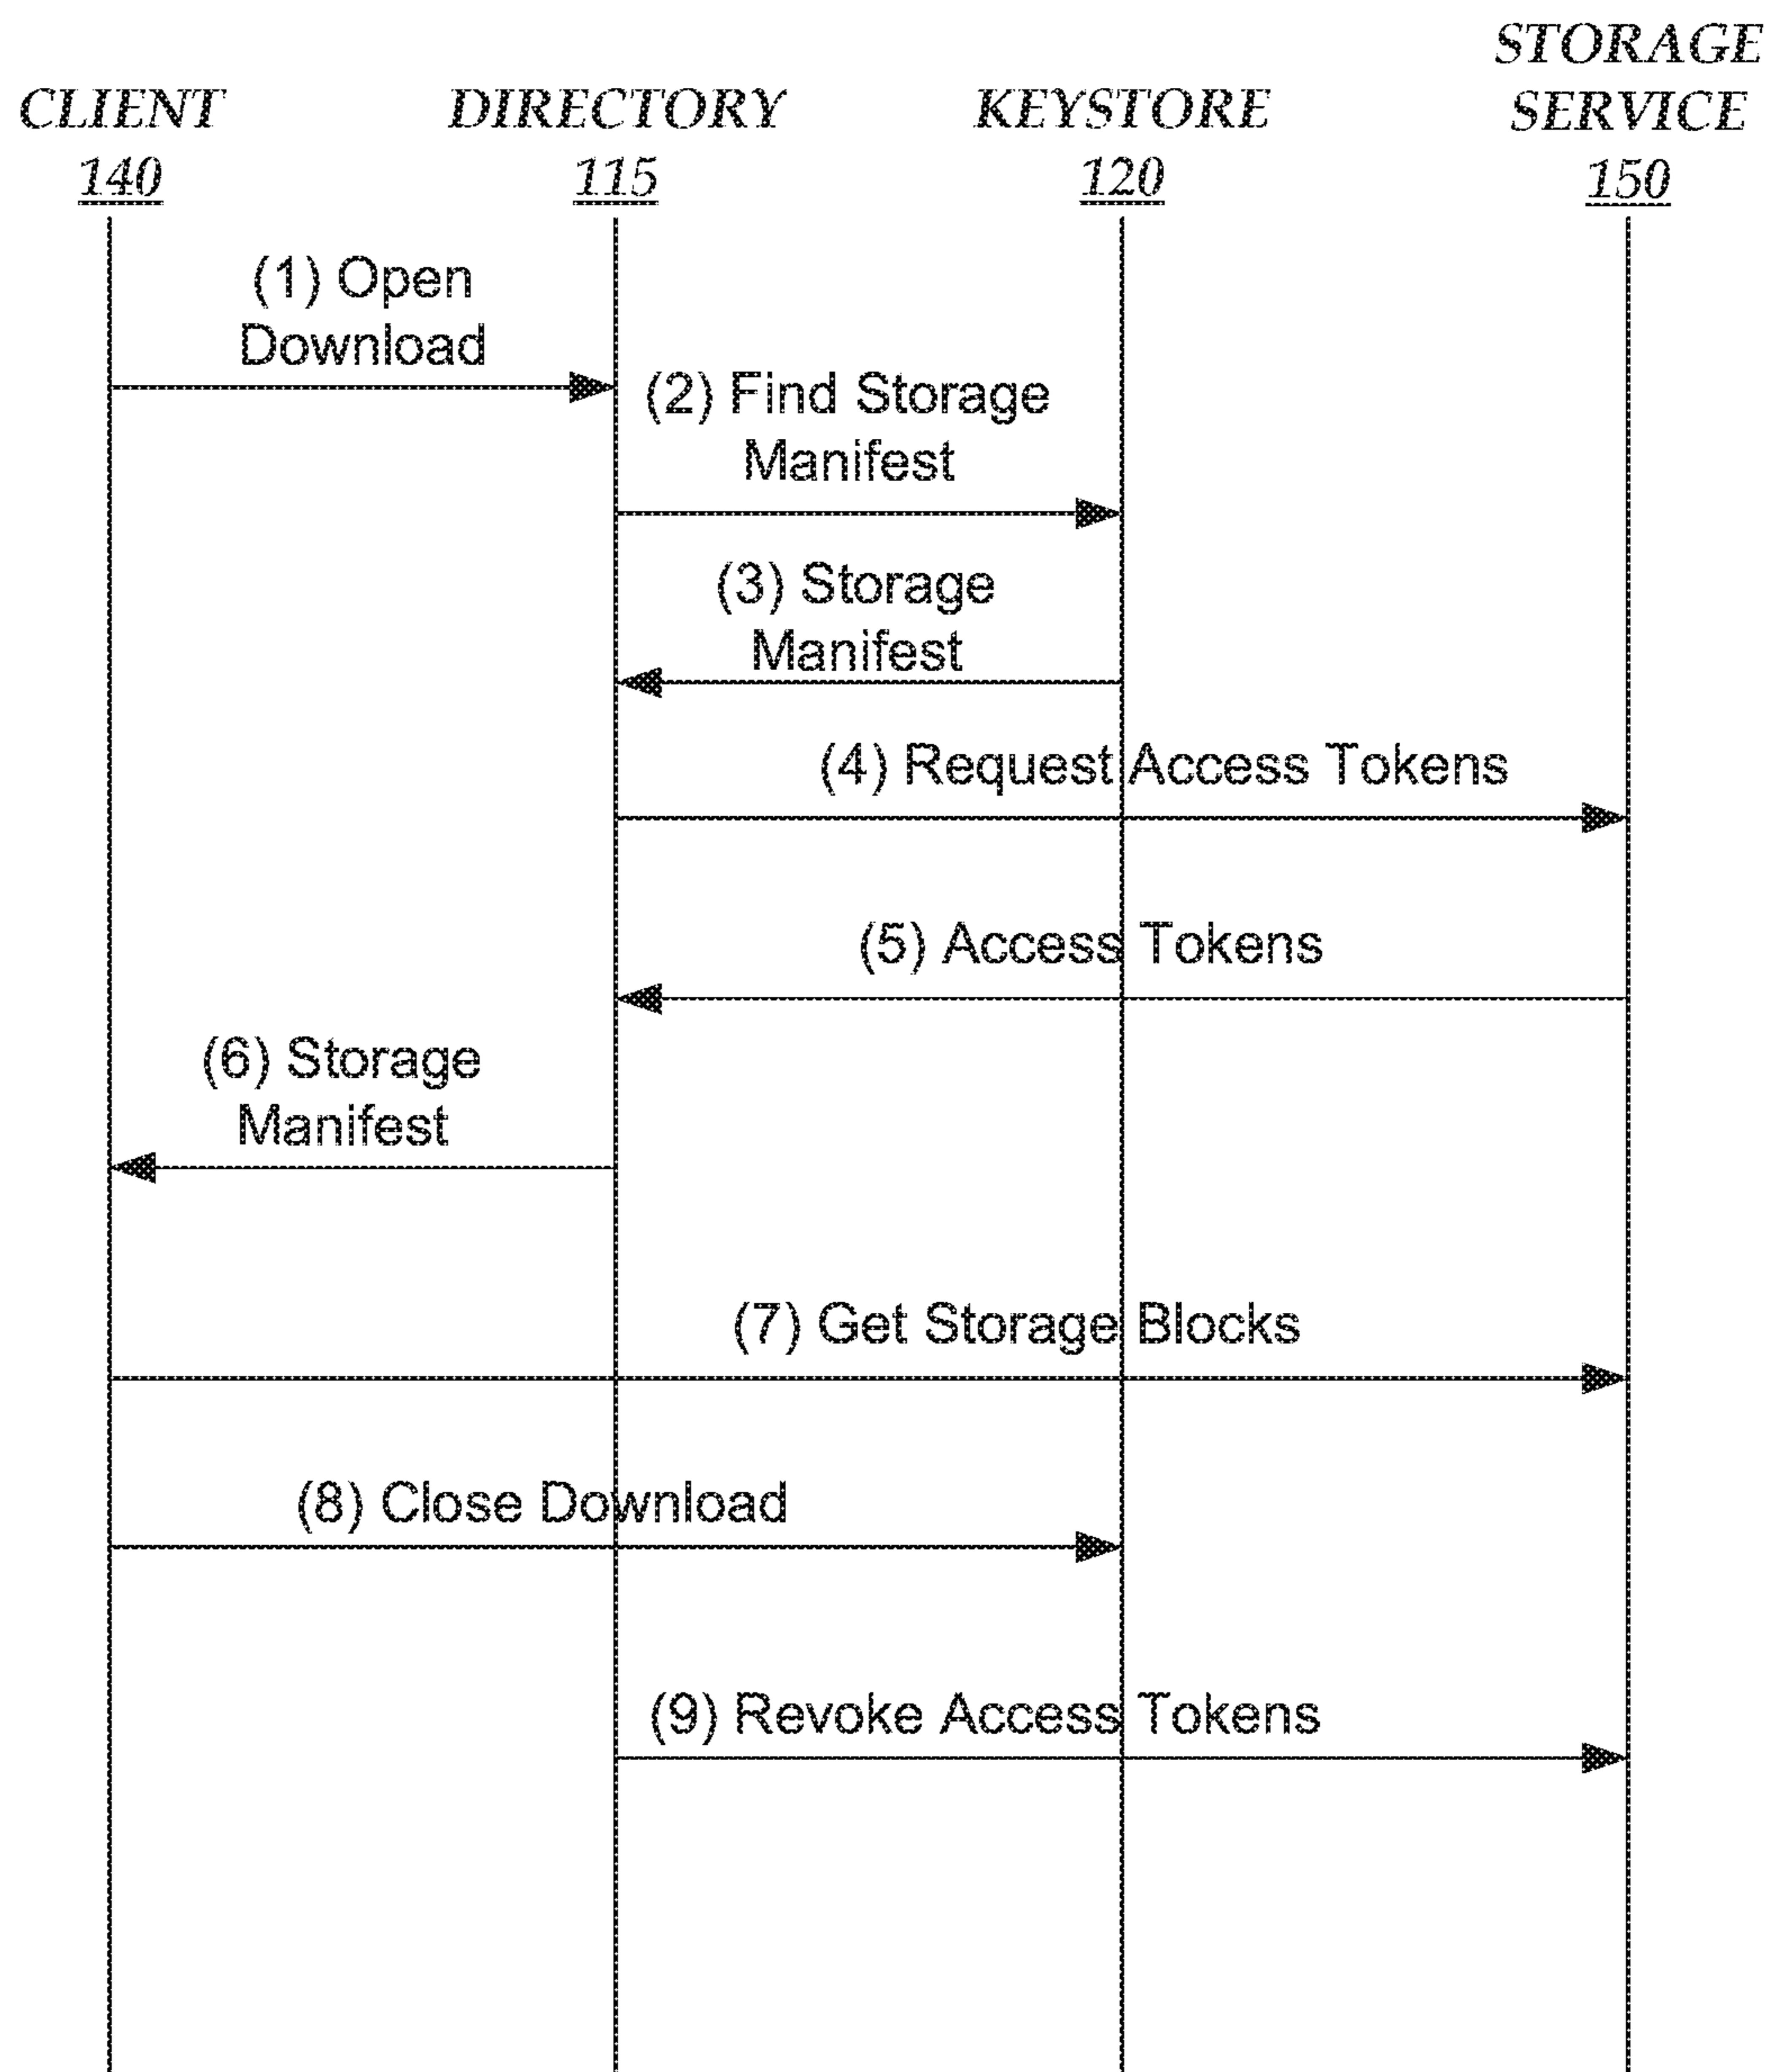 STORAGE
CLIENT DIRECTORY KEYSTORE SERVICE
140 115 120 150
(1) Open
Download
(2) Find Storage
Manifest
(3) Storage
Manifest
(4) Request Access Tokens
(5) Access Tokens
(6) Storage
Manifest
(7) Get Storage Blocks
(8) Close Download
(9) Revoke Access Tokens